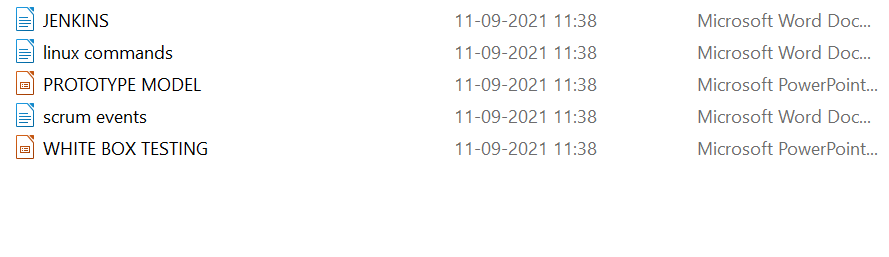 JENKINS 11-09-2021 11:38 Microsoft Word Doc...
linux commands 11-09-2021 11:38 Microsoft Word Doc...
PROTOTYPE MODEL 11-09-2021 11:38 Microsoft PowerPoint...
scrum events 11-09-2021 11:38 Microsoft Word Doc...
WHITE BOX TESTING 11-09-2021 11:38 Microsoft PowerPoint...